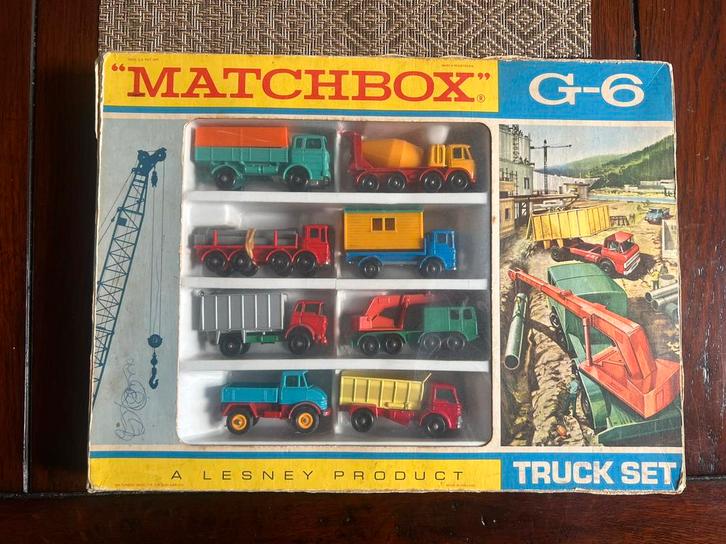 "MATCHBOX"®
G-6
A LESNEY PRODUCT
TRUCK SET